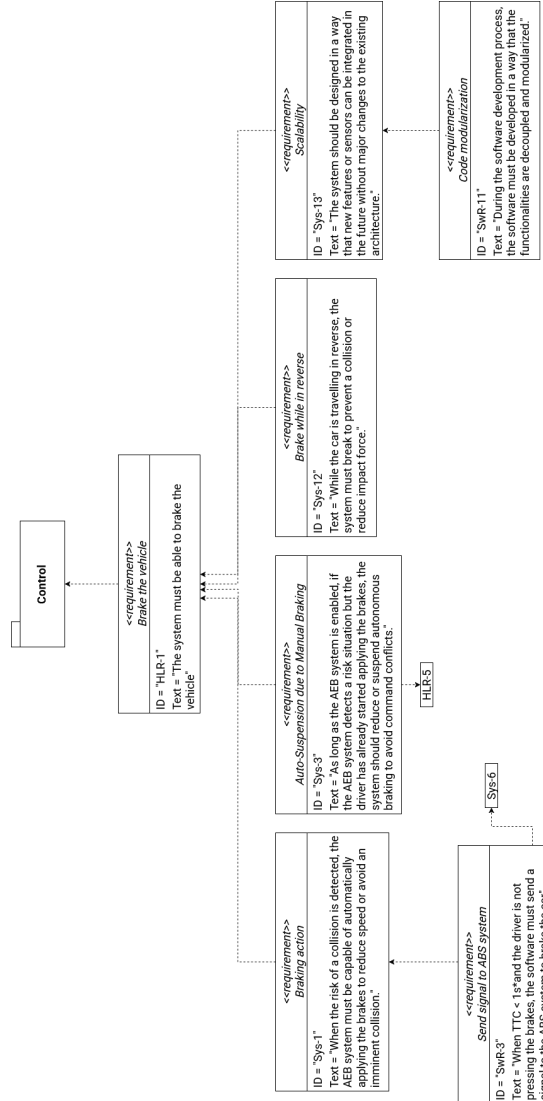 Control
<<requirement>>
Brake the vehicle
ID = "HLR-1"
Text = "The system must be able to brake the
vehicle"
<<requirement>>
Braking action
ID = "Sys-1"
Text = "When the risk of a collision is detected, the
AEB system must be capable of automatically
applying the brakes to reduce speed or avoid an
imminent collision."
<<requirement>>
Auto-Suspension due to Manual Braking
ID = "Sys-3"
Text = "As long as the AEB system is enabled, if
the AEB system detects a risk situation but the
driver has already started applying the brakes, the
system should reduce or suspend autonomous
braking to avoid command conflicts."
<<requirement>>
Brake while in reverse
ID = "Sys-12"
Text = "While the car is travelling in reverse, the
system must break to prevent a collision or
reduce impact force."
<<requirement>>
Scalability
ID = "Sys-13"
Text = "The system should be designed in a way
that new features or sensors can be integrated in
the future without major changes to the existing
architecture."
HLR-5
<<requirement>>
Send signal to ABS system
ID = "SwR-3"
Text = "When TTC < 1s*and the driver is not
pressing the brakes, the software must send a
signal to the ABS system to brake the car"
Sys-6
<<requirement>>
Code modularization
ID = "SwR-11"
Text = "During the software development process,
the software must be developed in a way that the
functionalities are decoupled and modularized."